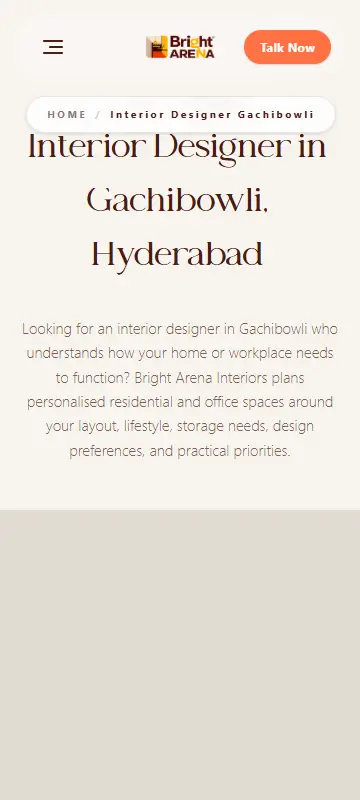 Bright
ARENA
Talk Now
HOME / Interior Designer Gachibowli
Interior Designer in
Gachibowli,
Hyderabad
Looking for an interior designer in Gachibowli who
understands how your home or workplace needs
to function? Bright Arena Interiors plans
personalised residential and office spaces around
your layout, lifestyle, storage needs, design
preferences, and practical priorities.